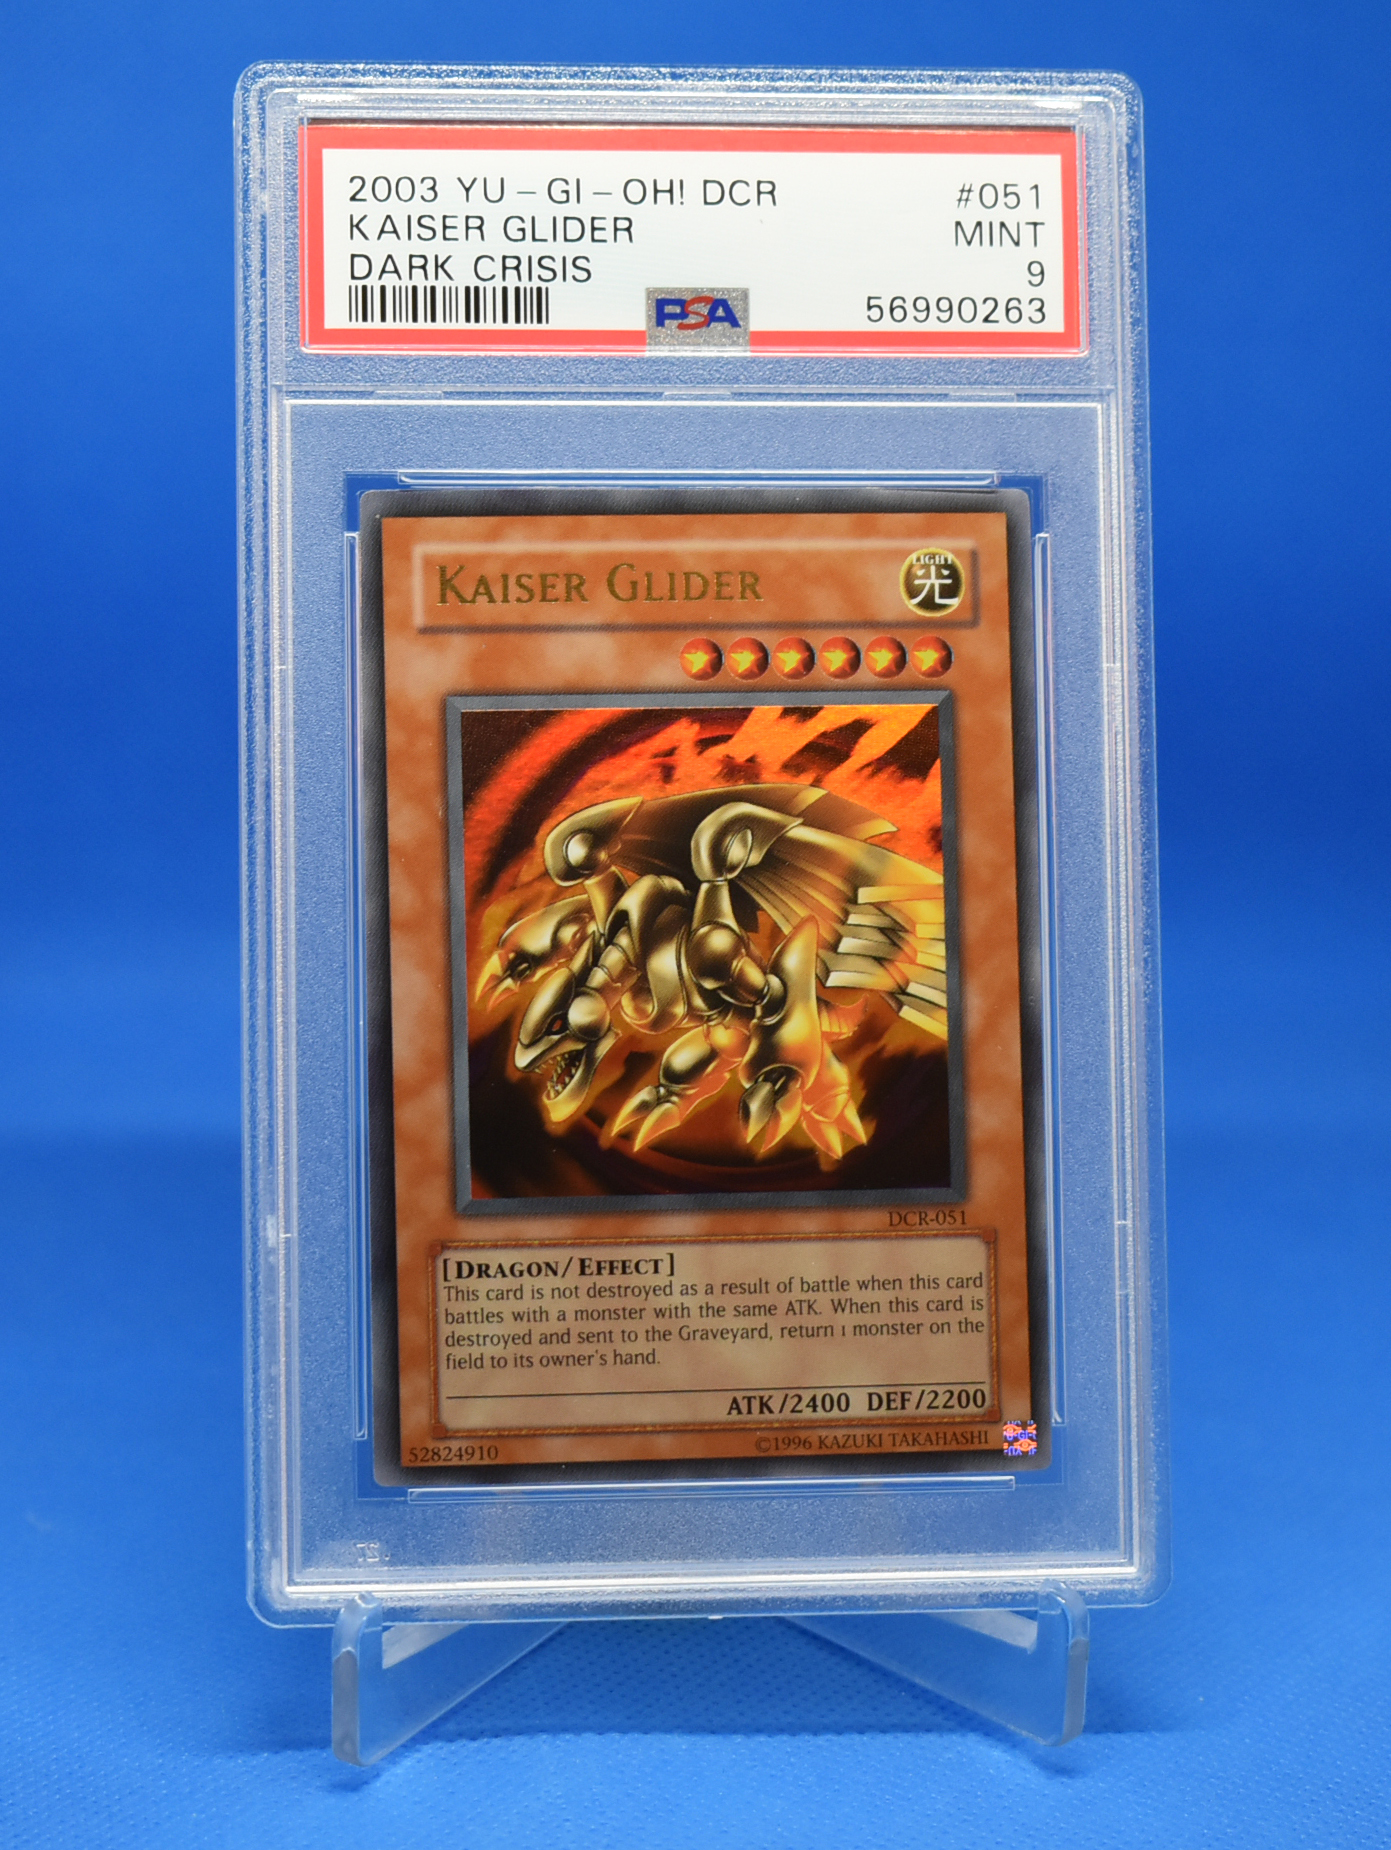 2003 YU-GI-OH! DCR #051
KAISER GLIDER MINT
DARK CRISIS 9
PSA 56990263
KAISER GLIDER
LIGHT
光
DCR-051
[DRAGON/EFFECT]
This card is not destroyed as a result of battle when this card
battles with a monster with the same ATK. When this card is
destroyed and sent to the Graveyard, return 1 monster on the
field to its owner's hand.
ATK/2400 DEF/2200
52824910 ©1996 KAZUKI TAKAHASHI